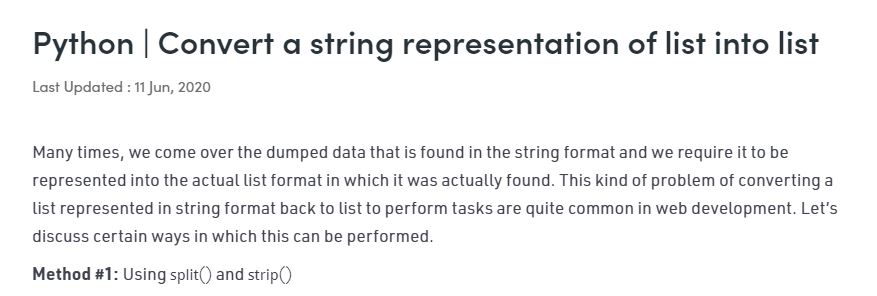 Python | Convert a string representation of list into list
Last Updated : 11 Jun, 2020
Many times, we come over the dumped data that is found in the string format and we require it to be
represented into the actual list format in which it was actually found. This kind of problem of converting a
list represented in string format back to list to perform tasks are quite common in web development. Let’s
discuss certain ways in which this can be performed.
Method #1: Using split() and strip()